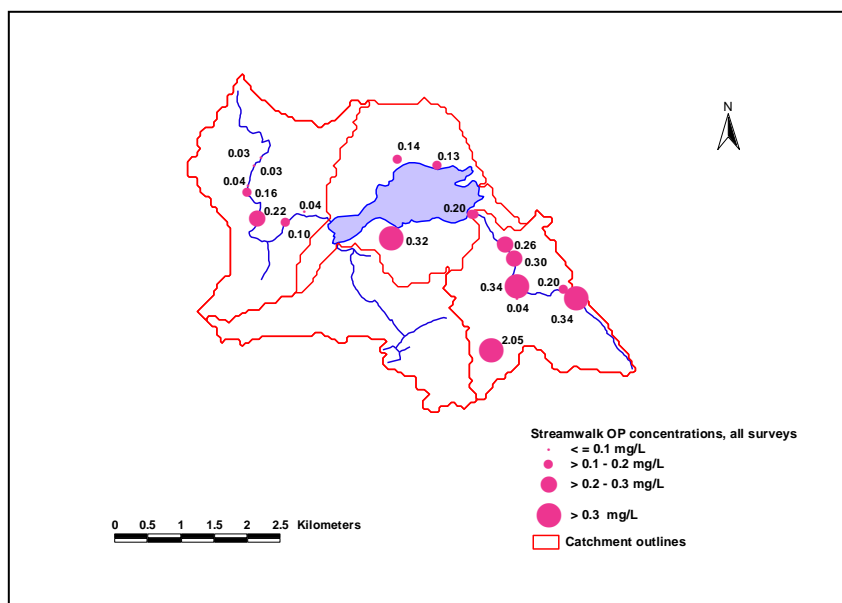 N
0.14
0.13
0.03
0.03
0.04
0.16
0.04
0.22
0.10
0.20
0.32
0.26
0.30
0.34
0.20
0.04
0.34
2.05
Streamwalk OP concentrations, all surveys
< = 0.1 mg/L
> 0.1 - 0.2 mg/L
> 0.2 - 0.3 mg/L
> 0.3 mg/L
Catchment outlines
0 0.5 1 1.5 2 2.5 Kilometers